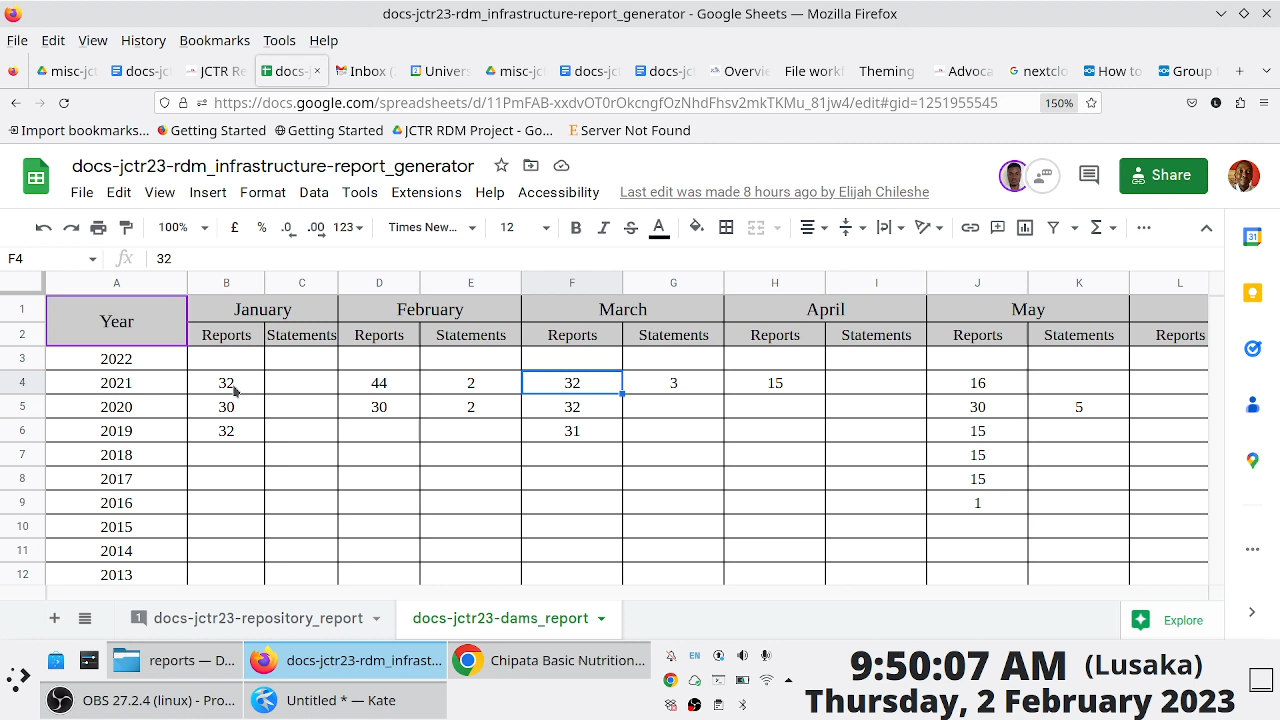 docs-jctr23-rdm_infrastructure-report_generator - Google Sheets — Mozilla Firefox
File Edit View History Bookmarks Tools Help
misc-jct docs-jct JCTR Re docs- Inbox ( Univers misc-jct docs-jct docs-jct Overvie File workf Theming Advoca nextclo How to Group
https://docs.google.com/spreadsheets/d/11PmFAB-xxdvOT0rOkcngfOzNhdFhsv2mkTKMu_81jw4/edit#gid=1251955545 150%
Import bookmarks... Getting Started Getting Started JCTR RDM Project - Go... Server Not Found
docs-jctr23-rdm_infrastructure-report_generator
File Edit View Insert Format Data Tools Extensions Help Accessibility Last edit was made 8 hours ago by Elijah Chileshe
Share
100% £ % .0 .00 123 Times New... 12 B I S A
F4 fx 32
A B C D E F G H I J K L
1 Year January February March April May
2 Reports Statements Reports Statements Reports Statements Reports Statements Reports Statements Reports
3 2022
4 2021 32 44 2 32 3 15 16
5 2020 30 30 2 32 30 5
6 2019 32 31 15
7 2018 15
8 2017 15
9 2016 1
10 2015
11 2014
12 2013
1 docs-jctr23-repository_report docs-jctr23-dams_report Explore
reports — D... docs-jctr23-rdm_infrast... Chipata Basic Nutrition... EN
OBS 27.2.4 (linux) - Pro... Untitled * — Kate
9:50:07 AM (Lusaka)
Thursday, 2 February 2023